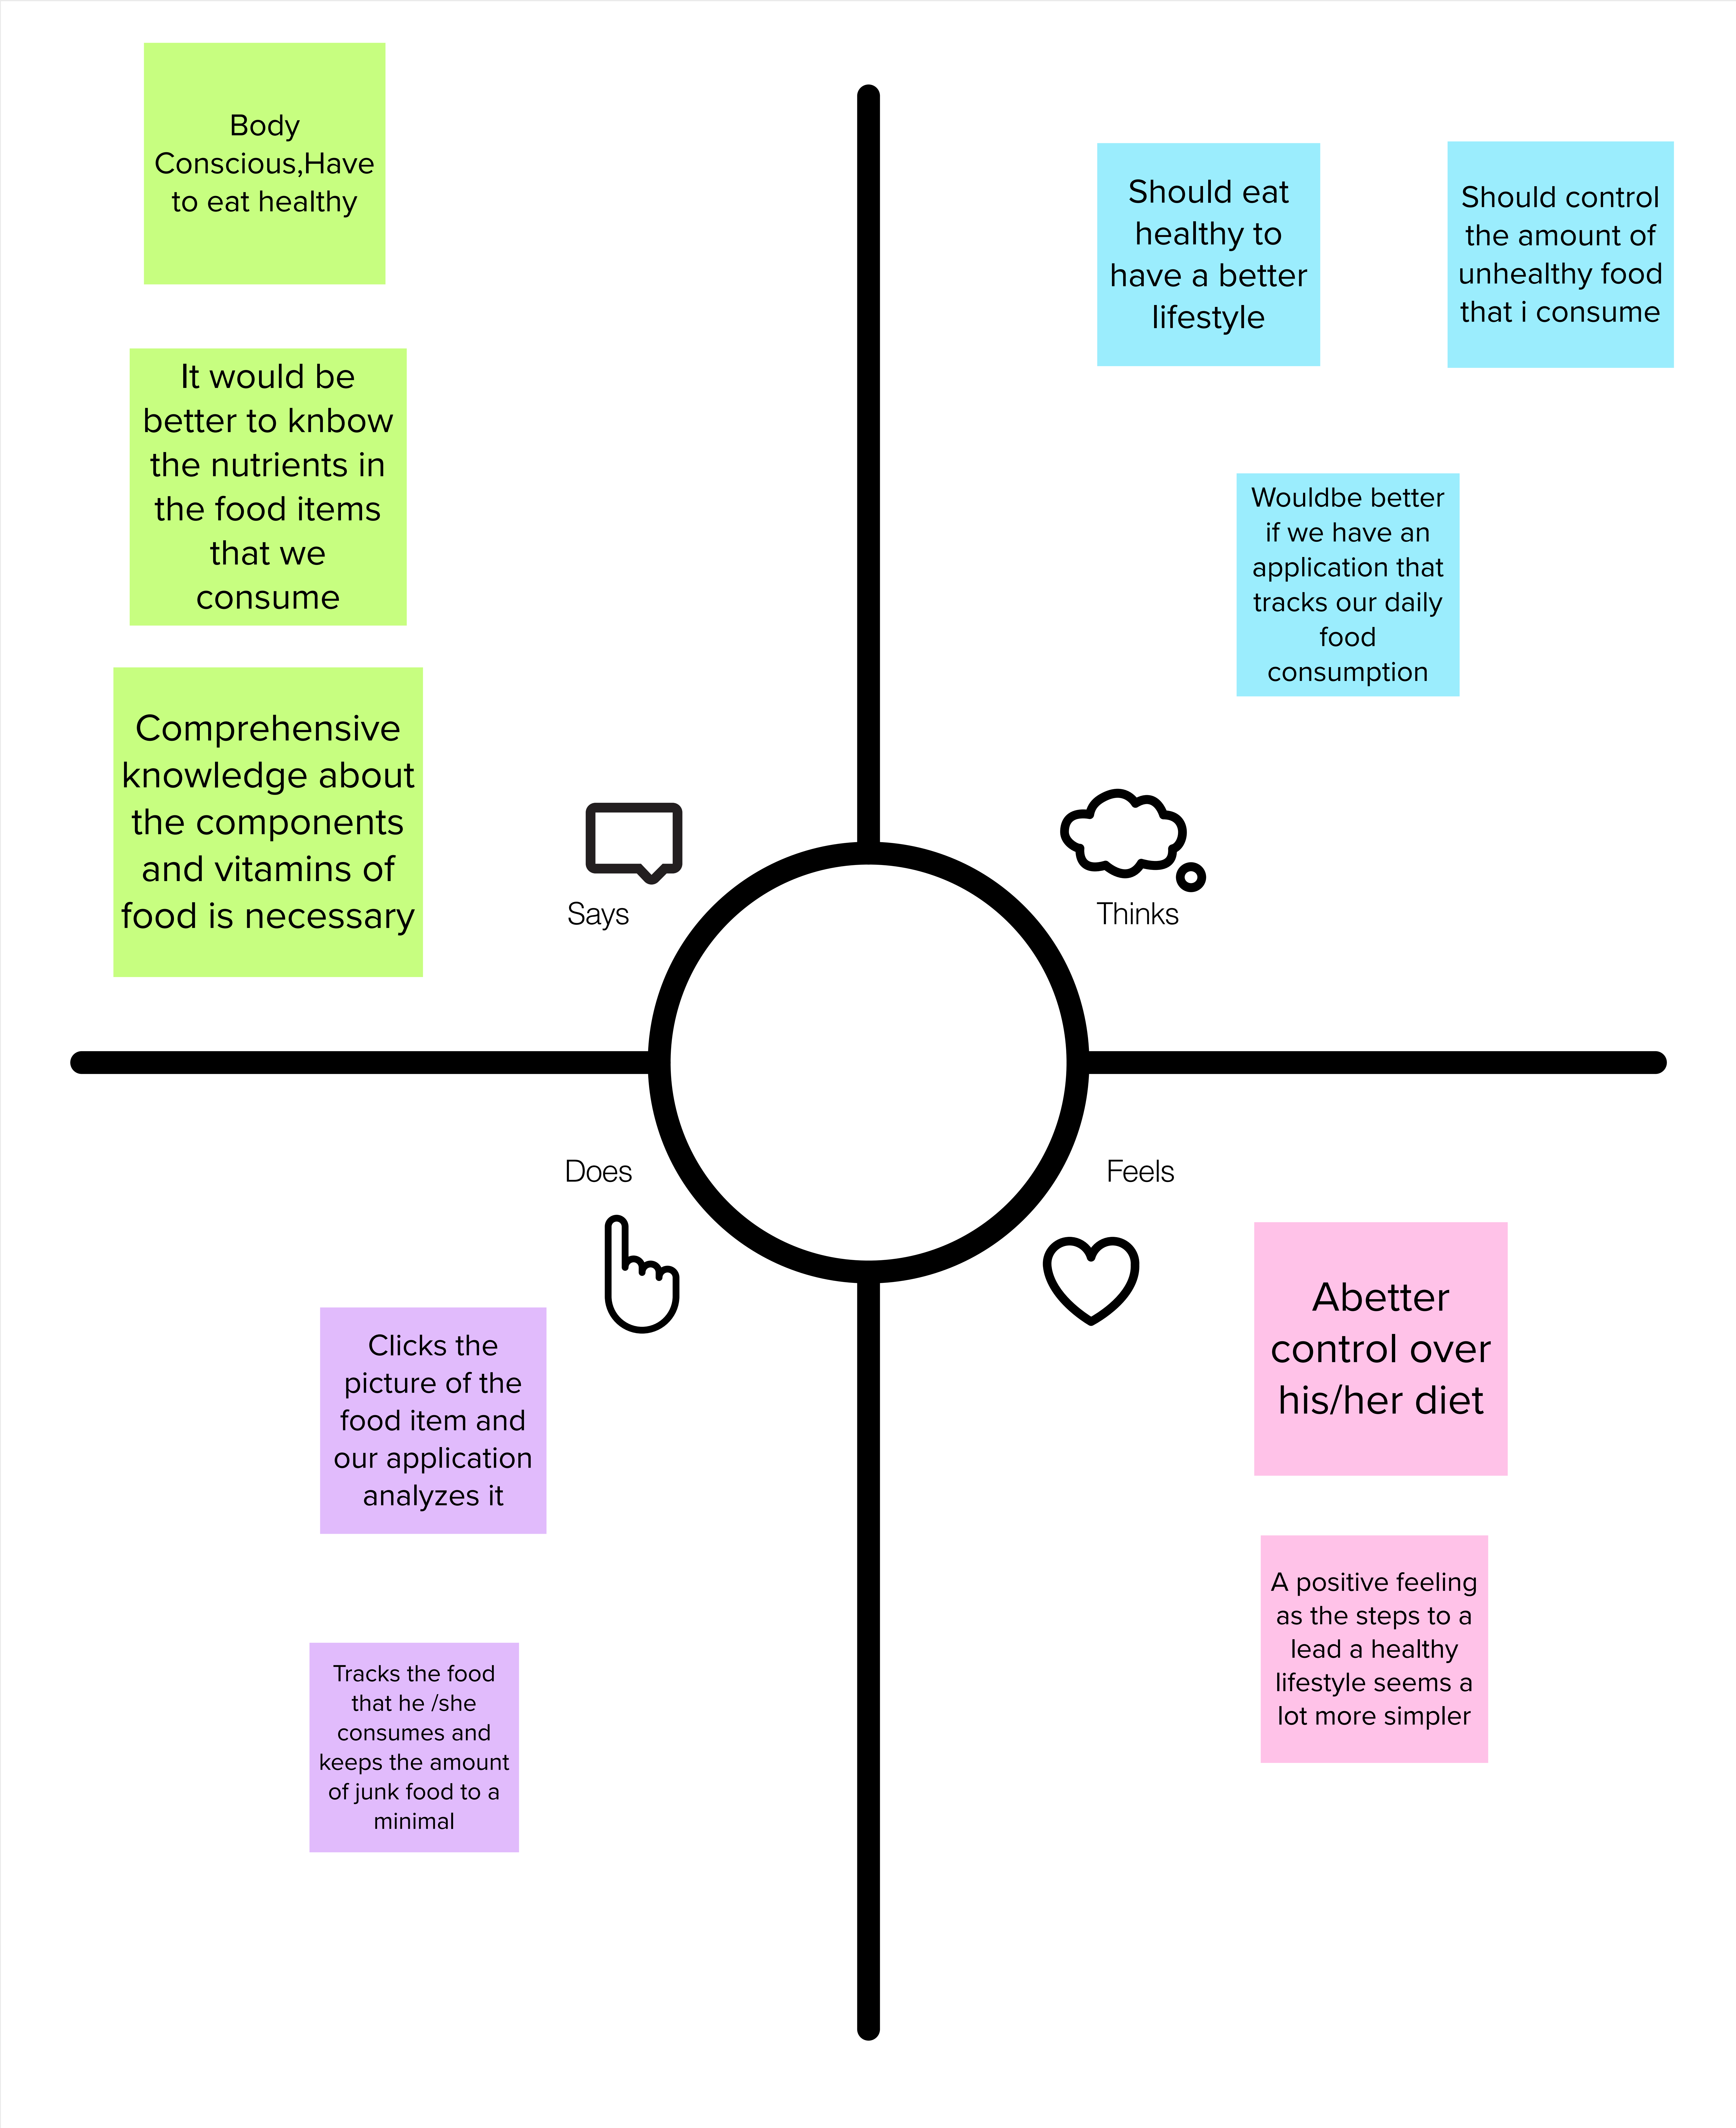 Body
Conscious,Have
to eat healthy
It would be
better to knbow
the nutrients in
the food items
that we
consume
Comprehensive
knowledge about
the components
and vitamins of
food is necessary
Says
Should eat
healthy to
have a better
lifestyle
Should control
the amount of
unhealthy food
that i consume
Wouldbe better
if we have an
application that
tracks our daily
food
consumption
Thinks
Does
Clicks the
picture of the
food item and
our application
analyzes it
Tracks the food
that he /she
consumes and
keeps the amount
of junk food to a
minimal
Feels
Abetter
control over
his/her diet
A positive feeling
as the steps to a
lead a healthy
lifestyle seems a
lot more simpler